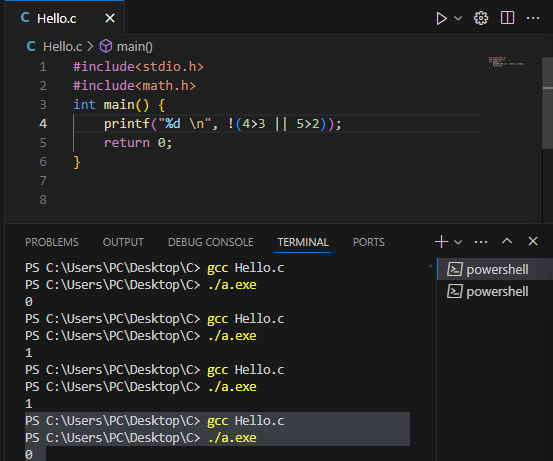 C Hello.c
C Hello.c > main()
1 #include<stdio.h>
2 #include<math.h>
3 int main() {
4 printf("%d \n", !(4>3 || 5>2));
5 return 0;
6 }
7
8
PROBLEMS OUTPUT DEBUG CONSOLE TERMINAL PORTS
PS C:\Users\PC\Desktop\C> gcc Hello.c
PS C:\Users\PC\Desktop\C> ./a.exe
0
PS C:\Users\PC\Desktop\C> gcc Hello.c
PS C:\Users\PC\Desktop\C> ./a.exe
1
PS C:\Users\PC\Desktop\C> gcc Hello.c
PS C:\Users\PC\Desktop\C> ./a.exe
1
PS C:\Users\PC\Desktop\C> gcc Hello.c
PS C:\Users\PC\Desktop\C> ./a.exe
0
powershell
powershell